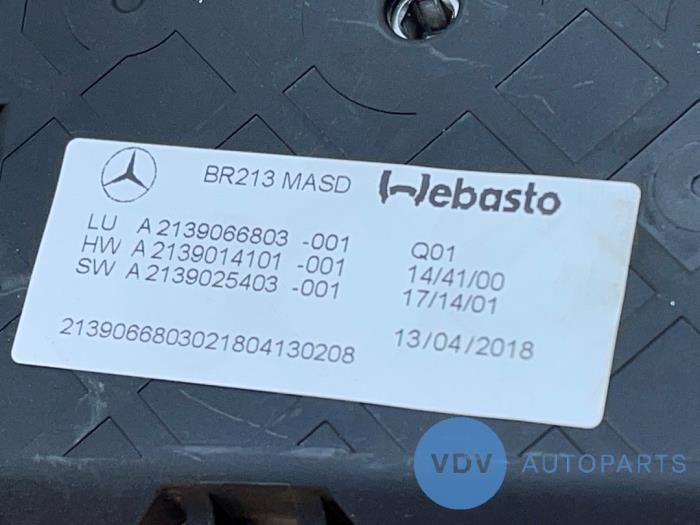 BR213 MASD Webasto
LU A 2139066803 -001 Q01
HW A 2139014101 -001 14/41/00
SW A 2139025403 -001 17/14/01
2139066803021804130208 13/04/2018
VDV AUTOPARTS